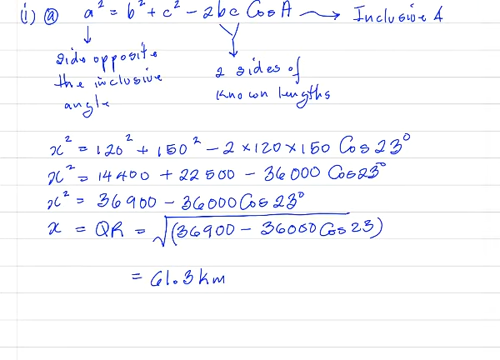 (i) (a) a² = b² + c² - 2bc Cos A → Inclusive A
side opposite the inclusive angle
2 sides of known lengths
x² = 120² + 150² - 2 × 120 × 150 Cos 23°
x² = 14400 + 22500 - 36000 Cos 23°
x² = 36900 - 36000 Cos 23°
x = QR = √(36900 - 36000 Cos 23)
= 61.3 km